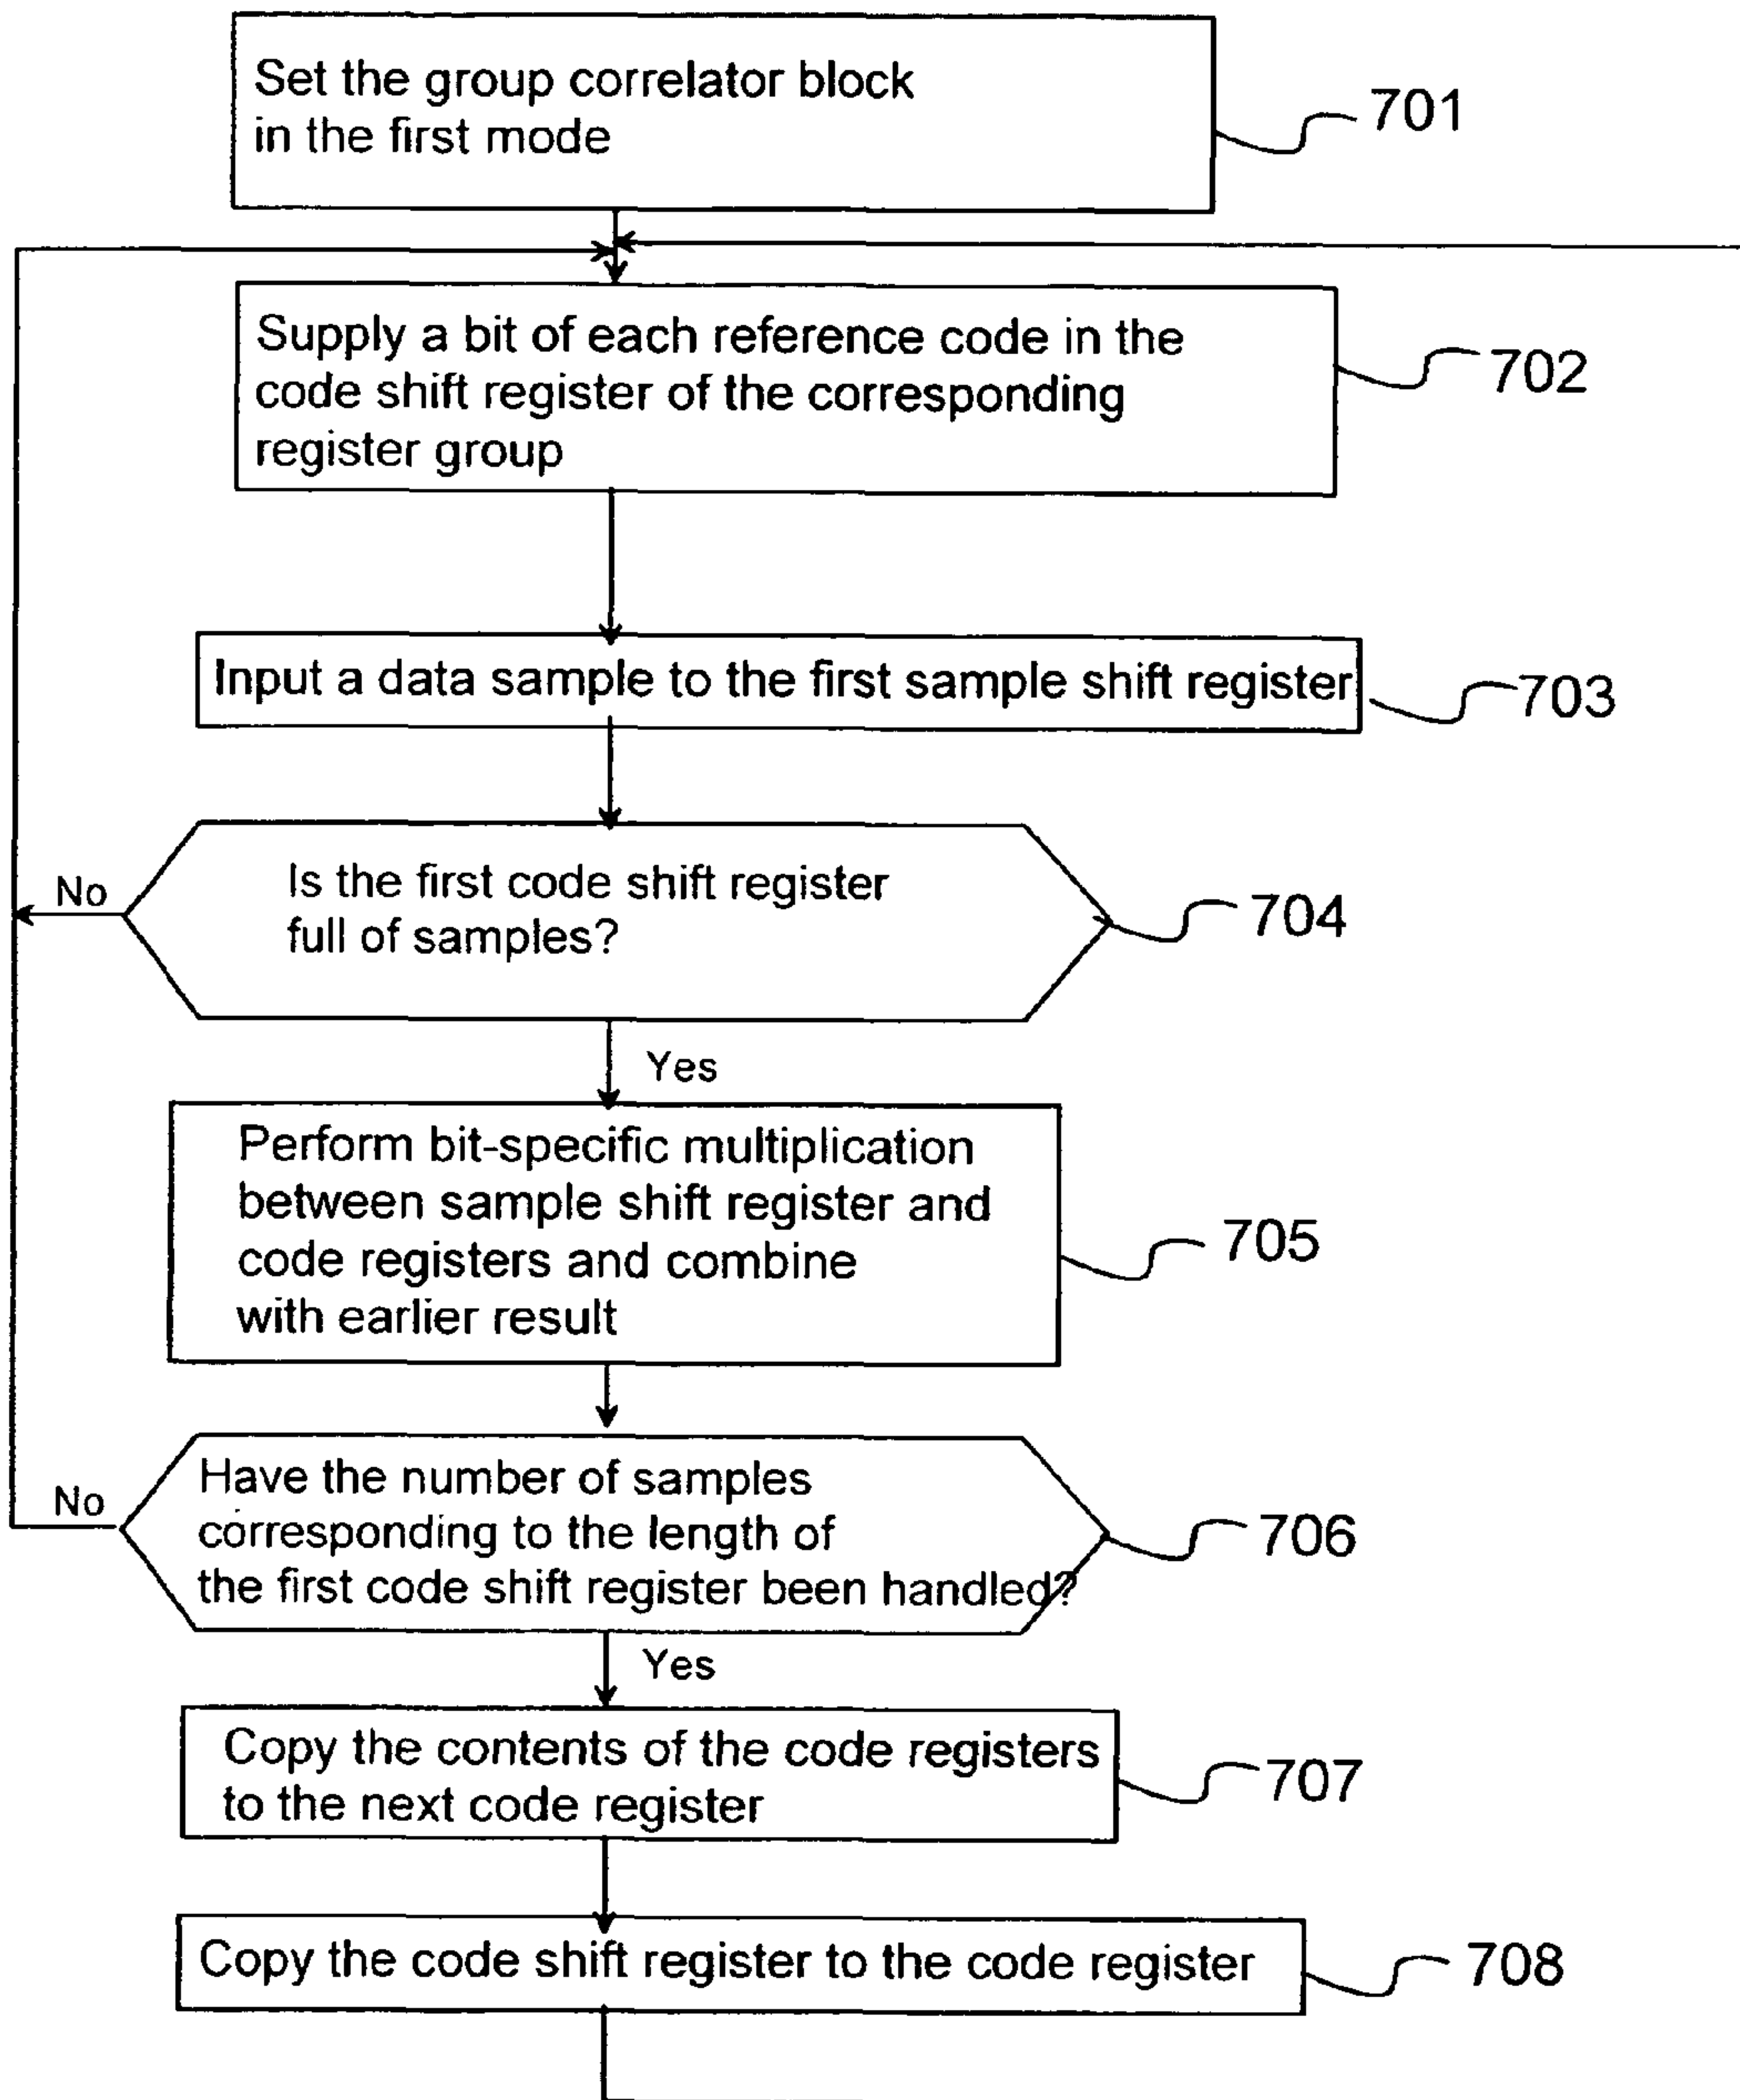 Set the group correlator block
in the first mode
701
Supply a bit of each reference code in the
code shift register of the corresponding
register group
702
Input a data sample to the first sample shift register
703
Is the first code shift register
full of samples?
704
No
Yes
Perform bit-specific multiplication
between sample shift register and
code registers and combine
with earlier result
705
Have the number of samples
corresponding to the length of
the first code shift register been handled?
706
No
Yes
Copy the contents of the code registers
to the next code register
707
Copy the code shift register to the code register
708